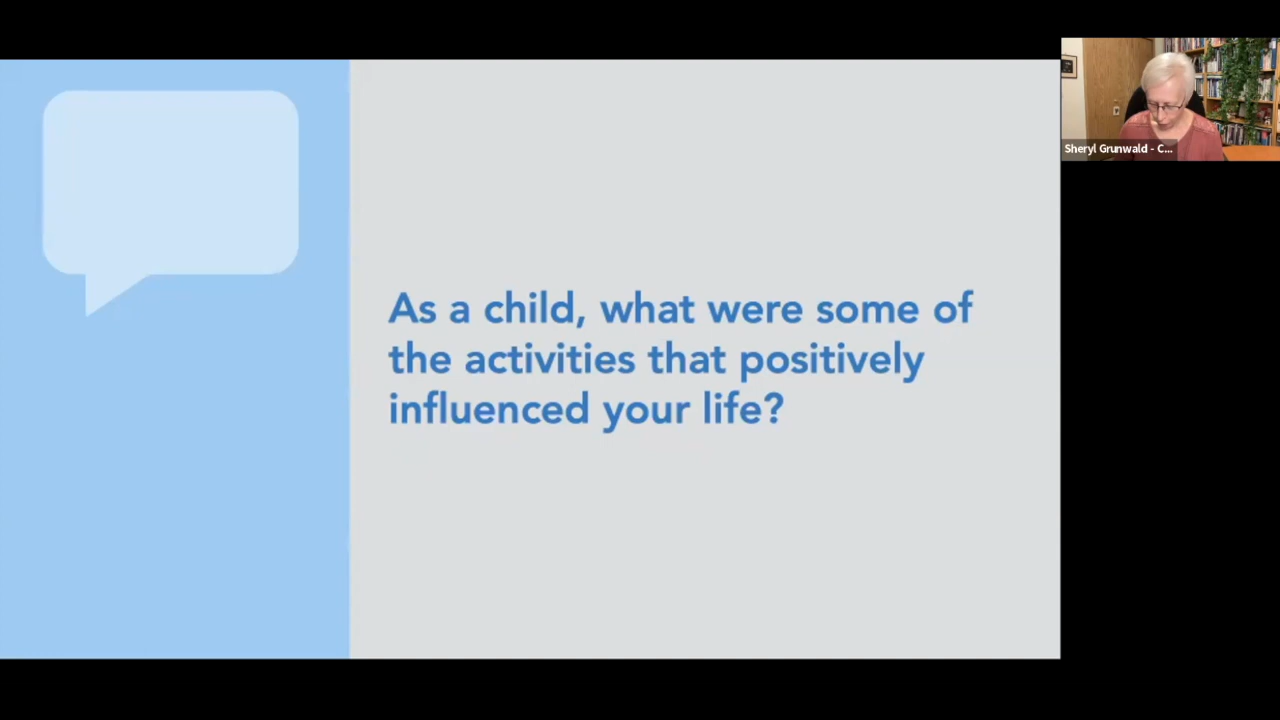 As a child, what were some of
the activities that positively
influenced your life?
Sheryl Grunwald - C...